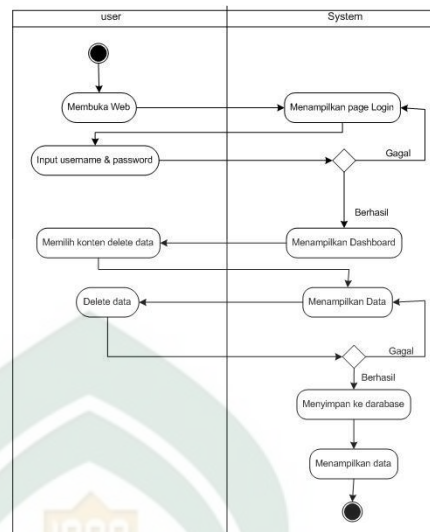 user
System
Membuka Web
Menampilkan page Login
Input username & password
Gagal
Berhasil
Memilih konten delete data
Menampilkan Dashboard
Delete data
Menampilkan Data
Gagal
Berhasil
Menyimpan ke darabase
Menampilkan data